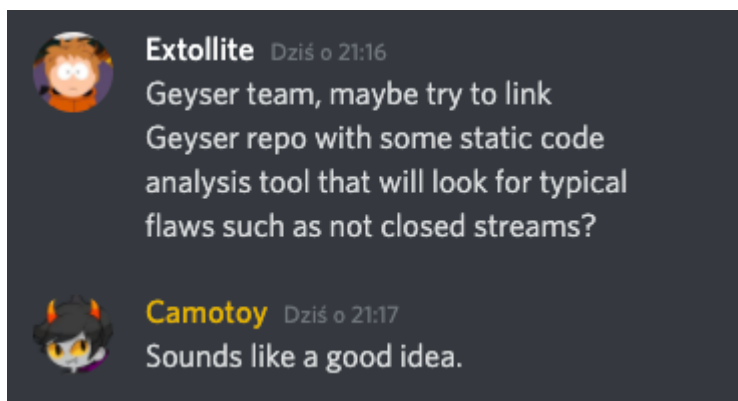 Extollite Dziś o 21:16
Geyser team, maybe try to link
Geyser repo with some static code
analysis tool that will look for typical
flaws such as not closed streams?
Camotoy Dziś o 21:17
Sounds like a good idea.